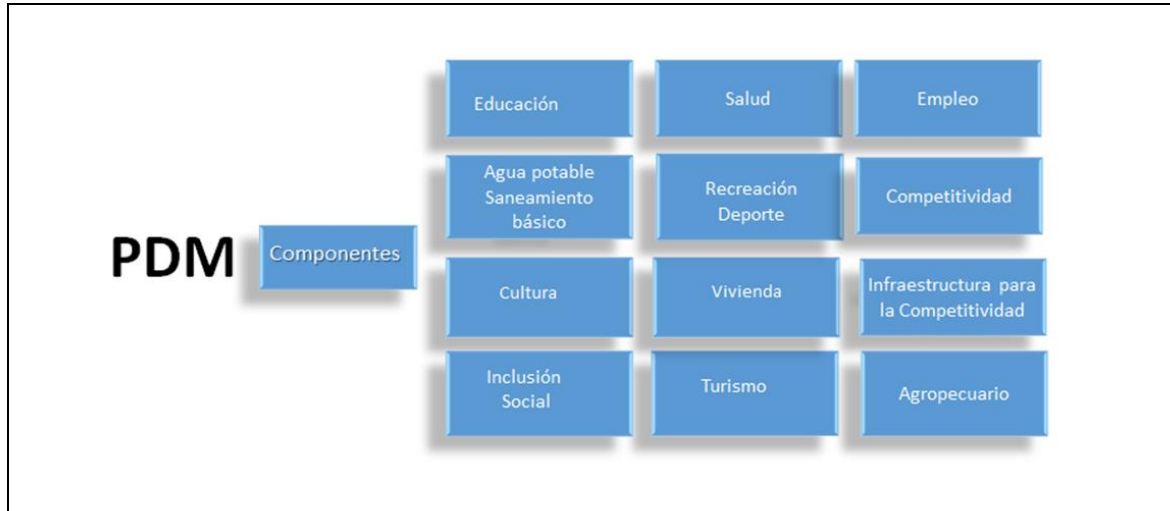 PDM
Componentes
Educación
Salud
Empleo
Agua potable
Saneamiento
básico
Recreación
Deporte
Competitividad
Cultura
Vivienda
Infraestructura para
la Competitividad
Inclusión
Social
Turismo
Agropecuario